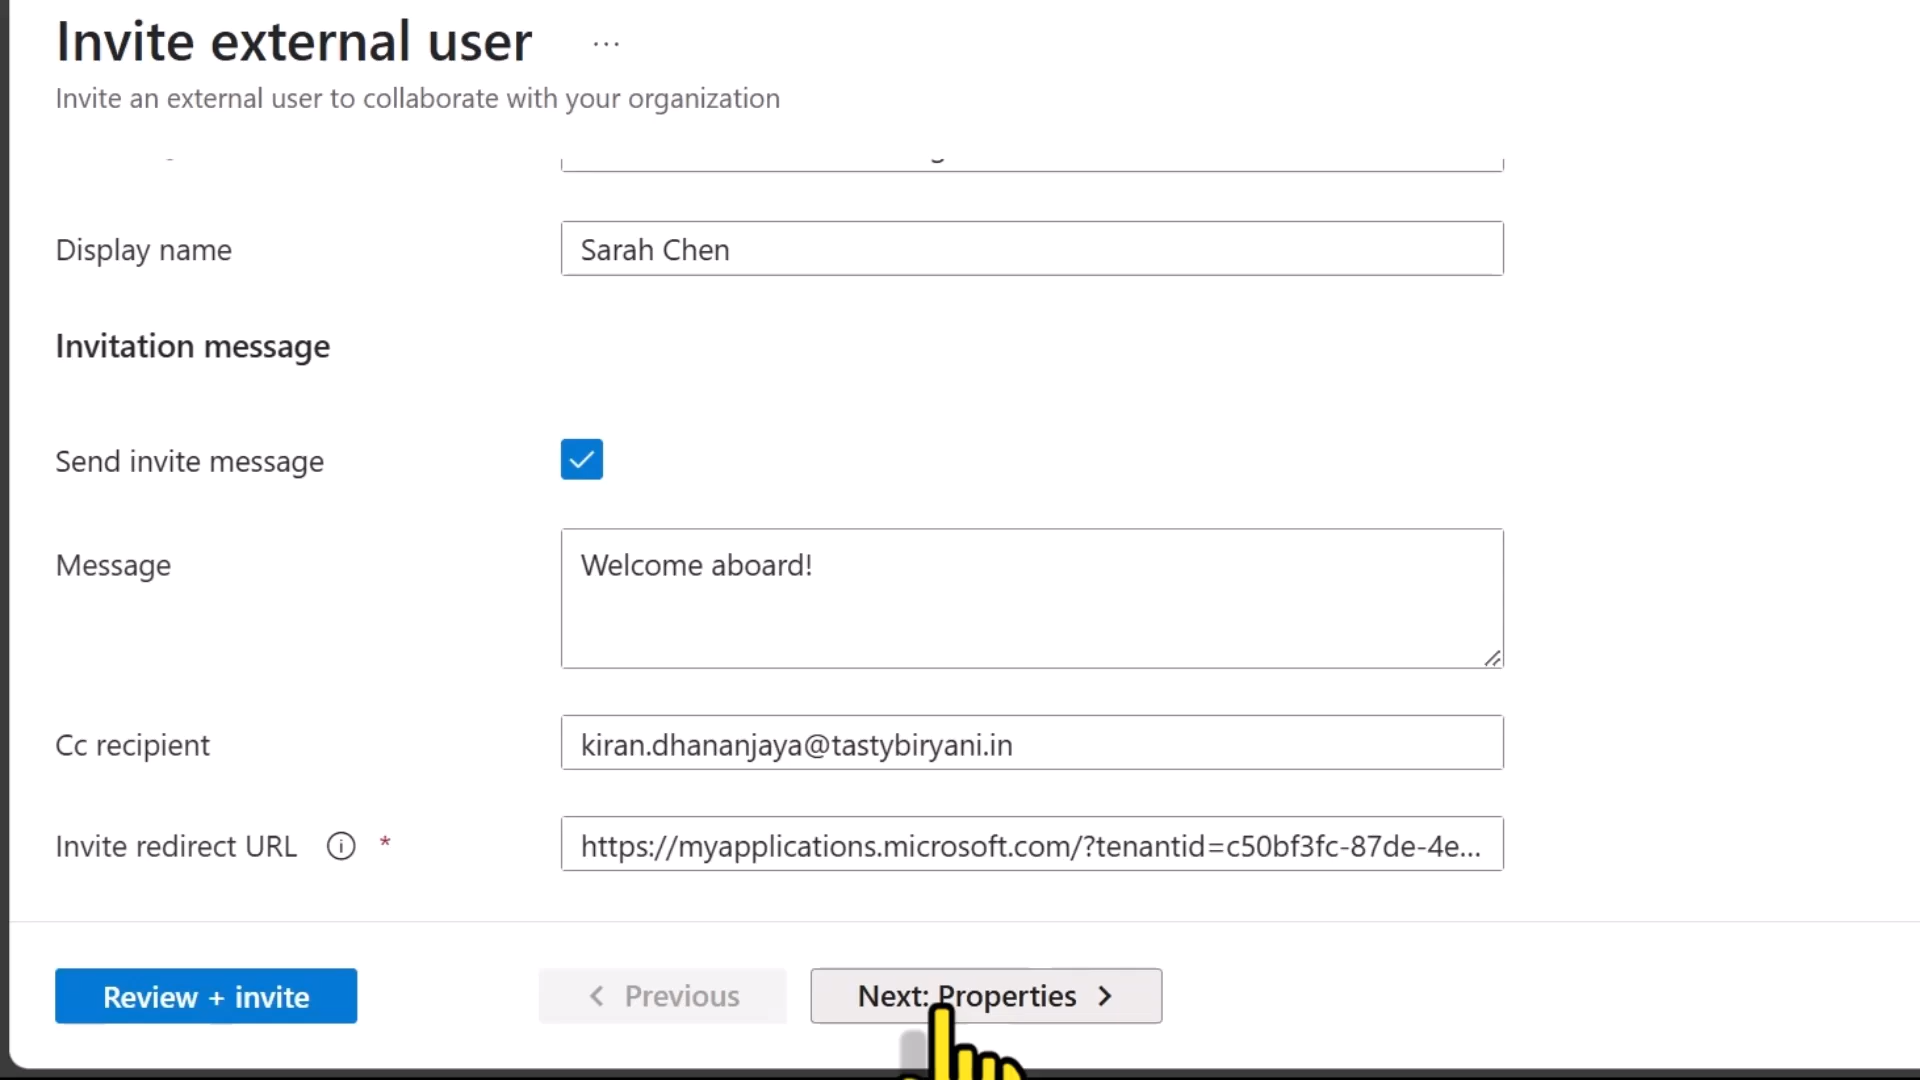 Invite external user ...
Invite an external user to collaborate with your organization
Display name
Sarah Chen
Invitation message
Send invite message
Message
Welcome aboard!
Cc recipient
kiran.dhananjaya@tastybiryani.in
Invite redirect URL *
https://myapplications.microsoft.com/?tenantid=c50bf3fc-87de-4e...
Review + invite
Previous
Next: Properties